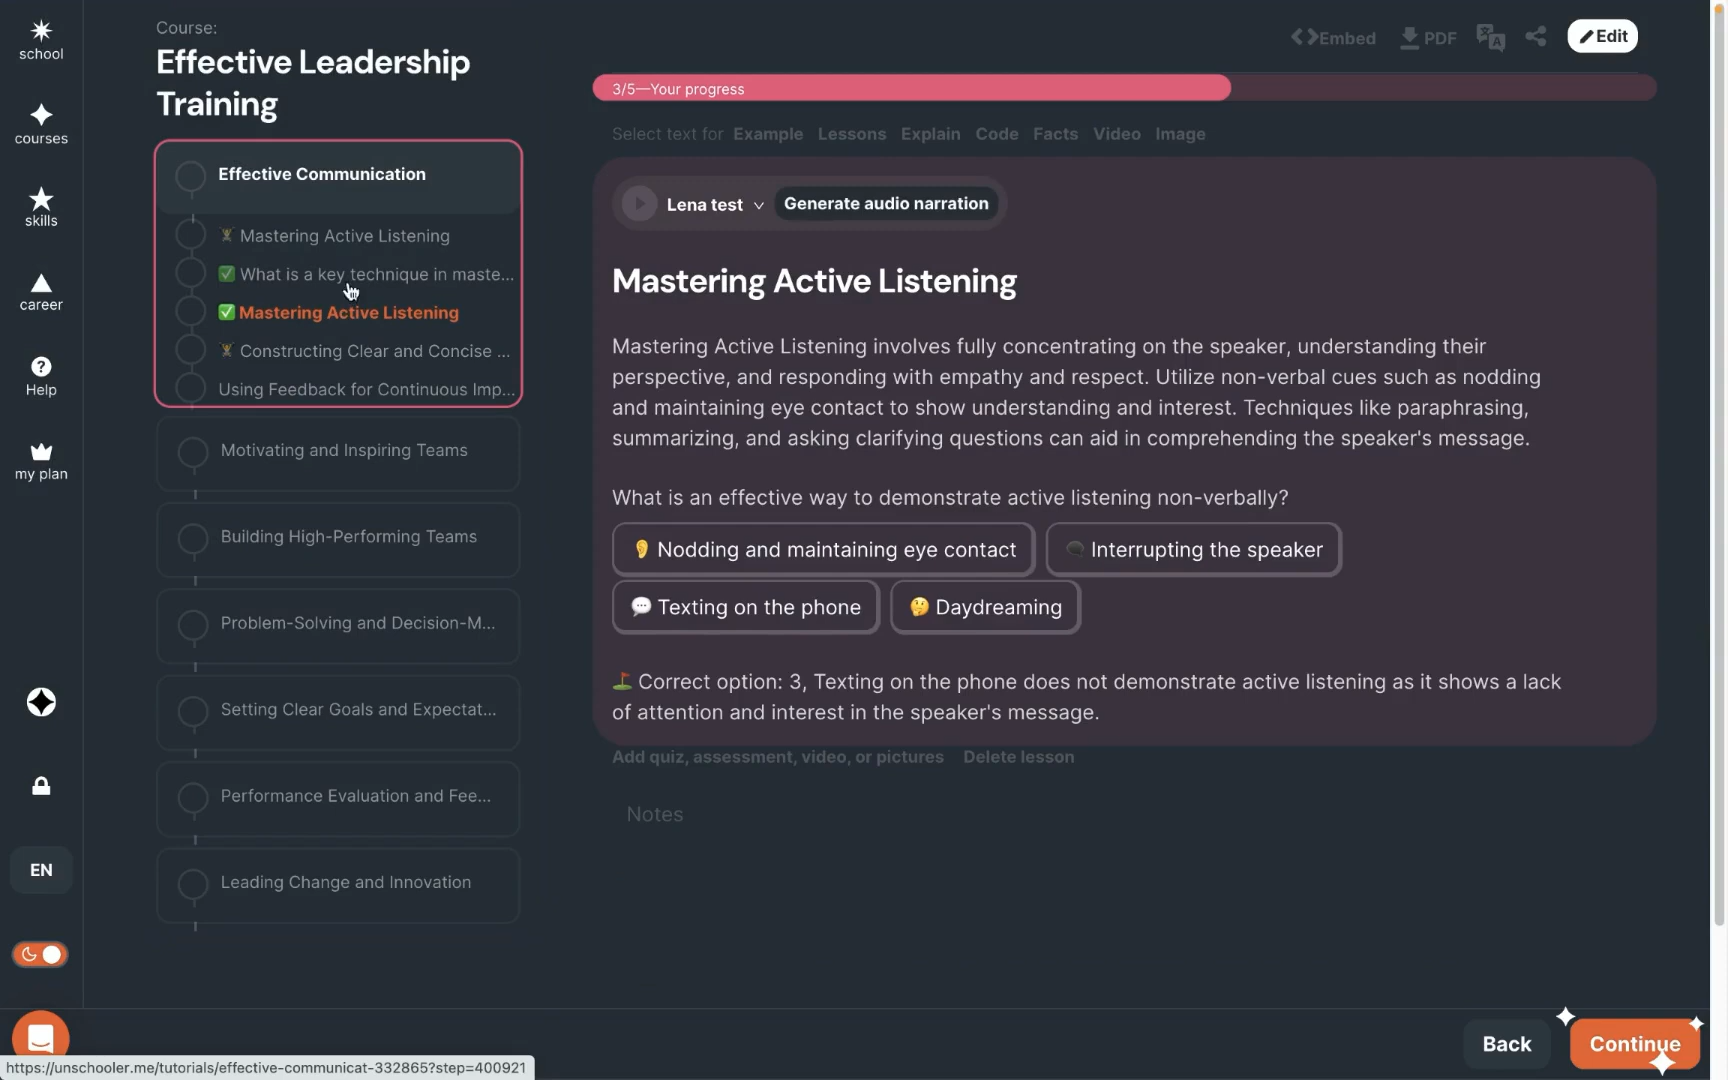 school
courses
skills
career
Help
my plan
EN
Course:
Effective Leadership
Training
Effective Communication
Mastering Active Listening
What is a key technique in maste...
Mastering Active Listening
Constructing Clear and Concise ...
Using Feedback for Continuous Imp...
Motivating and Inspiring Teams
Building High-Performing Teams
Problem-Solving and Decision-M...
Setting Clear Goals and Expectat...
Performance Evaluation and Fee...
Leading Change and Innovation
Embed PDF Edit
3/5—Your progress
Select text for Example Lessons Explain Code Facts Video Image
Lena test Generate audio narration
Mastering Active Listening
Mastering Active Listening involves fully concentrating on the speaker, understanding their
perspective, and responding with empathy and respect. Utilize non-verbal cues such as nodding
and maintaining eye contact to show understanding and interest. Techniques like paraphrasing,
summarizing, and asking clarifying questions can aid in comprehending the speaker's message.
What is an effective way to demonstrate active listening non-verbally?
Nodding and maintaining eye contact Interrupting the speaker
Texting on the phone Daydreaming
Correct option: 3, Texting on the phone does not demonstrate active listening as it shows a lack
of attention and interest in the speaker's message.
Add quiz, assessment, video, or pictures Delete lesson
Notes
Back Continue
https://unschooler.me/tutorials/effective-communicat-332865?step=400921